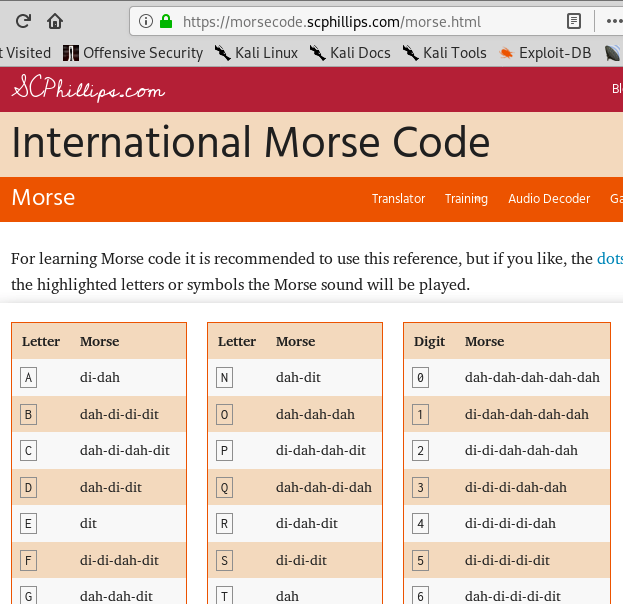 https://morsecode.scphillips.com/morse.html
t Visited Offensive Security Kali Linux Kali Docs Kali Tools Exploit-DB
SCPhillips.com Bl
International Morse Code
Morse Translator Training Audio Decoder Ga
For learning Morse code it is recommended to use this reference, but if you like, the dots
the highlighted letters or symbols the Morse sound will be played.
Letter Morse Letter Morse Digit Morse
A di-dah N dah-dit 0 dah-dah-dah-dah-dah
B dah-di-di-dit O dah-dah-dah 1 di-dah-dah-dah-dah
C dah-di-dah-dit P di-dah-dah-dit 2 di-di-dah-dah-dah
D dah-di-dit Q dah-dah-di-dah 3 di-di-di-dah-dah
E dit R di-dah-dit 4 di-di-di-di-dah
F di-di-dah-dit S di-di-dit 5 di-di-di-di-dit
G dah-dah-dit T dah 6 dah-di-di-di-dit